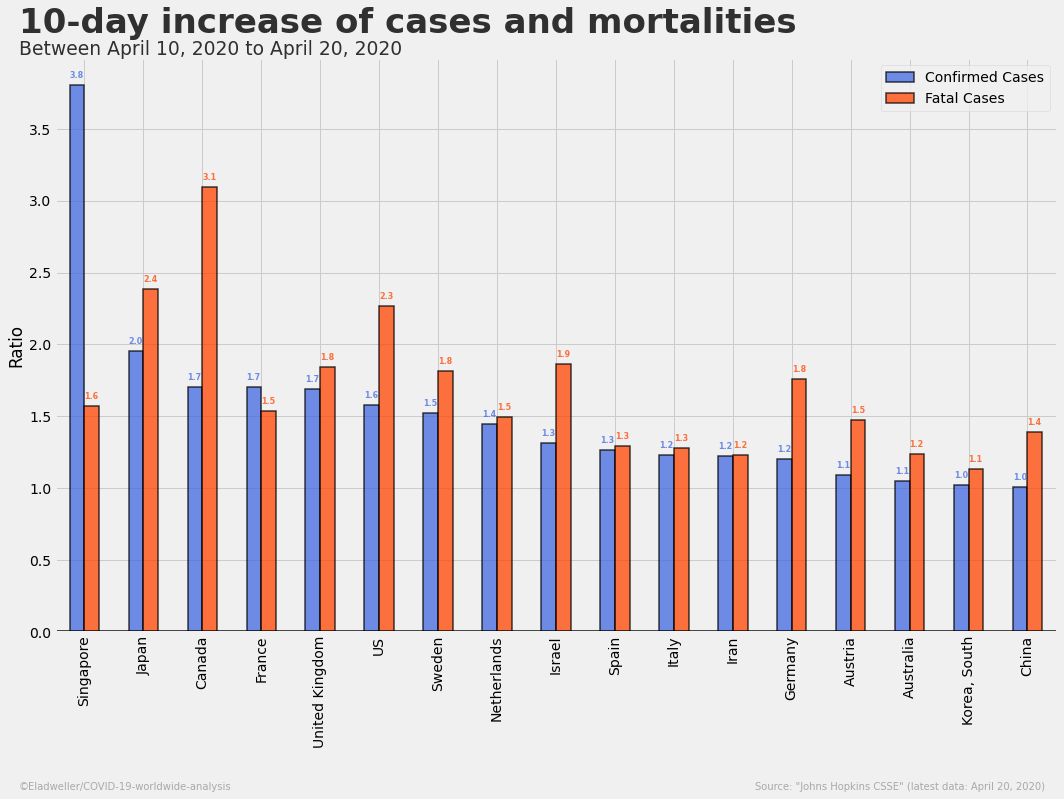 10-day increase of cases and mortalities
Between April 10, 2020 to April 20, 2020
Confirmed Cases
Fatal Cases
Ratio
3.5
3.0
2.5
2.0
1.5
1.0
0.5
0.0
3.8 1.6
2.0 2.4
1.7 3.1
1.7 1.5
1.7 1.8
1.6 2.3
1.5 1.8
1.4 1.5
1.3 1.9
1.3 1.3
1.2 1.3
1.2 1.2
1.2 1.8
1.1 1.5
1.1 1.2
1.0 1.1
1.0 1.4
Singapore
Japan
Canada
France
United Kingdom
US
Sweden
Netherlands
Israel
Spain
Italy
Iran
Germany
Austria
Australia
Korea, South
China
©Eladweller/COVID-19-worldwide-analysis
Source: "Johns Hopkins CSSE" (latest data: April 20, 2020)